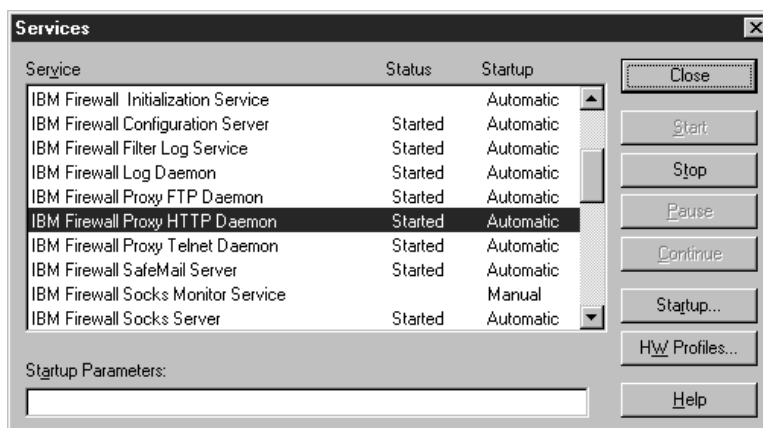 Services
Service Status Startup
IBM Firewall Initialization Service Automatic
IBM Firewall Configuration Server Started Automatic
IBM Firewall Filter Log Service Started Automatic
IBM Firewall Log Daemon Started Automatic
IBM Firewall Proxy FTP Daemon Started Automatic
IBM Firewall Proxy HTTP Daemon Started Automatic
IBM Firewall Proxy Telnet Daemon Started Automatic
IBM Firewall SafeMail Server Started Automatic
IBM Firewall Socks Monitor Service Manual
IBM Firewall Socks Server Started Automatic
Startup Parameters:
Close
Start
Stop
Pause
Continue
Startup...
HW Profiles...
Help